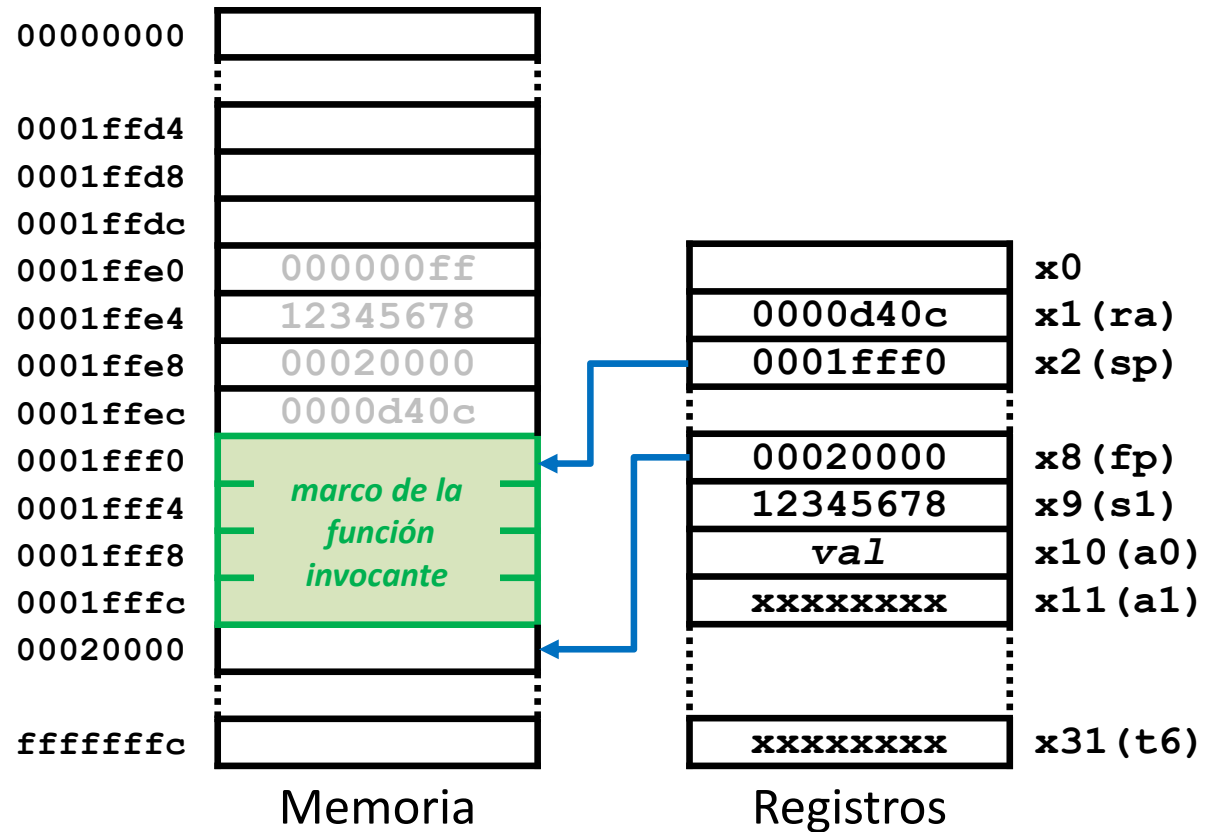 00000000
0001ffd4
0001ffd8
0001ffdc
0001ffe0 000000ff x0
0001ffe4 12345678 0000d40c x1(ra)
0001ffe8 00020000 0001fff0 x2(sp)
0001ffec 0000d40c
0001fff0 00020000 x8(fp)
0001fff4 marco de la 12345678 x9(s1)
función
0001fff8 val x10(a0)
invocante
0001fffc xxxxxxxx x11(a1)
00020000
fffffffc xxxxxxxx x31(t6)
Memoria Registros